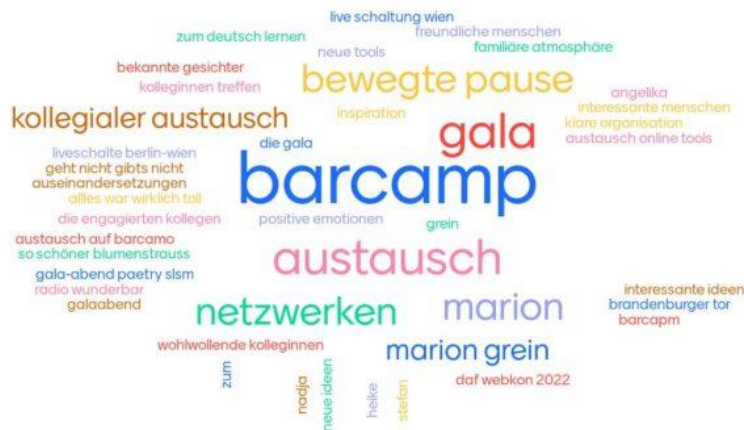 live schaltung wien
freundliche menschen
zum deutsch lernen
familiäre atmosphäre
neue tools
bekannte gesichter
bewegte pause
kolleginnen treffen
angelika
interessante menschen
kollegialer austausch
inspiration
klare organisation
gala
austausch online tools
die gala
liveschalte berlin-wien
barcamp
geht nicht gibts nicht
auseinandersetzungen
allles war wirklich toll
die engagierten kollegen
positive emotionen
grein
austausch auf barcamo
so schöner blumenstrauss
austausch
gala-abend paetry slsm
radio wunderbar
interessante ideen
galaabend
netzwerken
marion
brandenburger tor
barcapm
wohlwollende kolleginnen
marion grein
zum
nadja
neue ideen
heike
stefan
daf webkon 2022